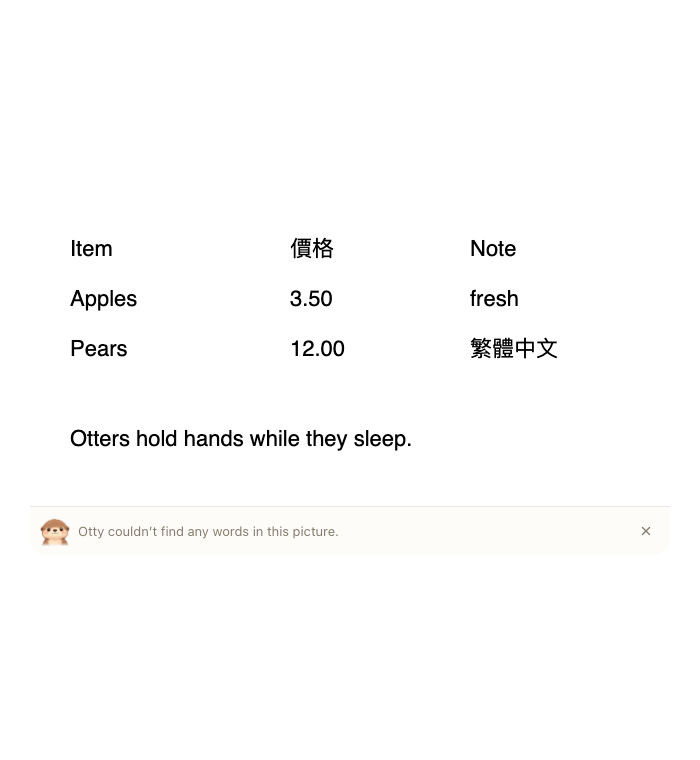 Item 價格 Note
Apples 3.50 fresh
Pears 12.00 繁體中文
Otters hold hands while they sleep.
Otty couldn’t find any words in this picture. ×